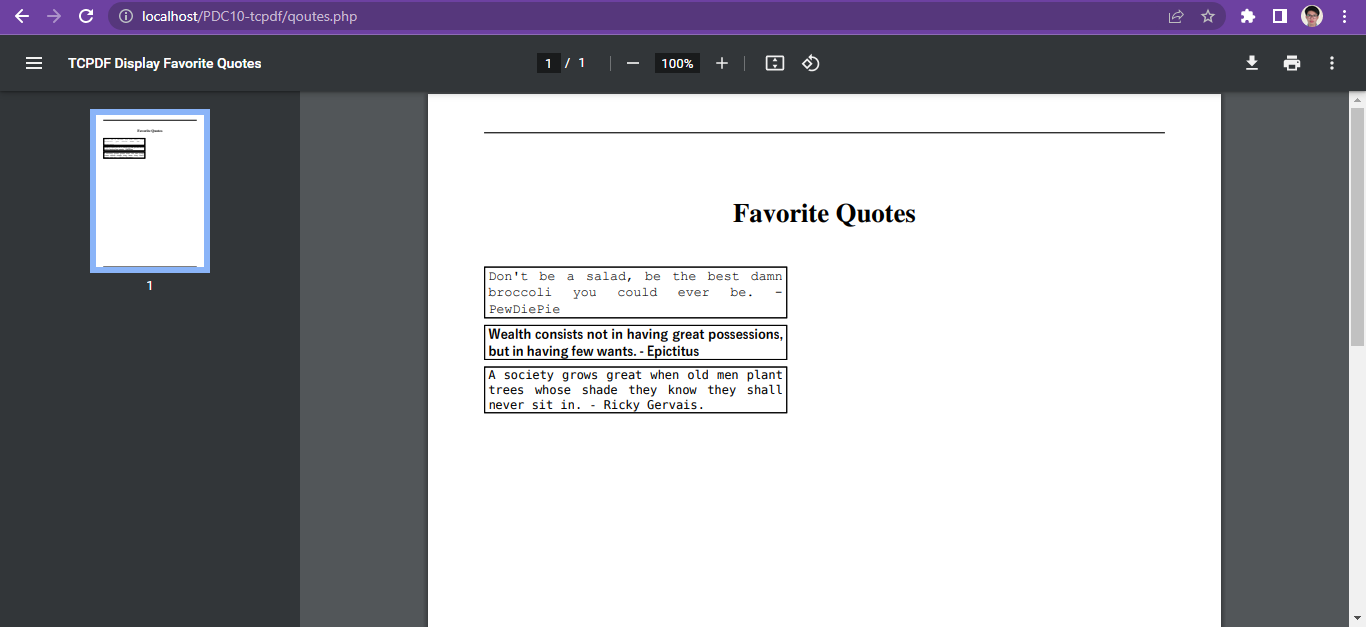 localhost/PDC10-tcpdf/qoutes.php
TCPDF Display Favorite Quotes
1 / 1
100%
Favorite Quotes
1
Favorite Quotes
Don't be a salad, be the best damn
broccoli you could ever be. -
PewDiePie
Wealth consists not in having great possessions,
but in having few wants. - Epictitus
A society grows great when old men plant
trees whose shade they know they shall
never sit in. - Ricky Gervais.